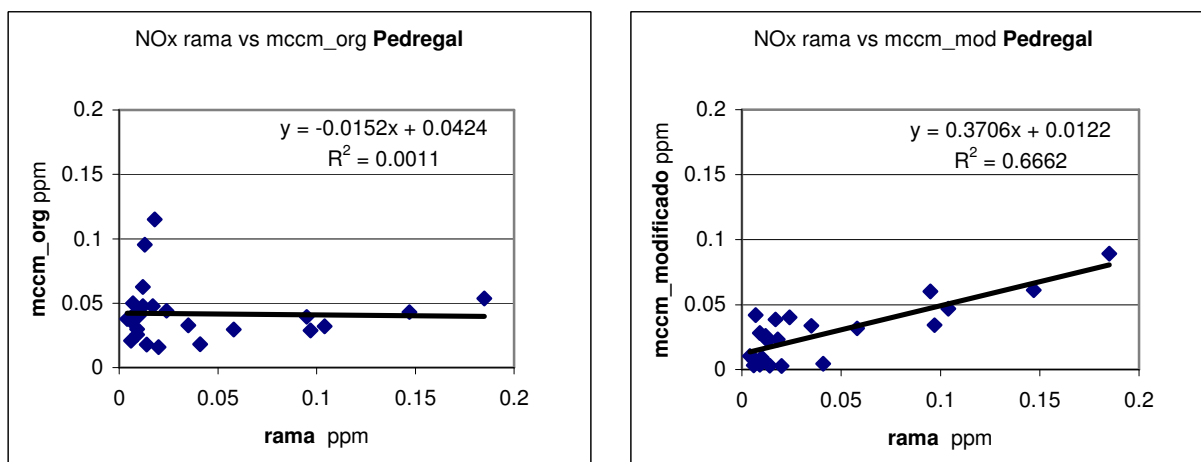 NOx rama vs mccm_org Pedregal
y = -0.0152x + 0.0424
R² = 0.0011
0.2
0.15
0.1
0.05
0
mccm_org ppm
0 0.05 0.1 0.15 0.2
rama ppm
NOx rama vs mccm_mod Pedregal
y = 0.3706x + 0.0122
R² = 0.6662
0.2
0.15
0.1
0.05
0
mccm_modificado ppm
0 0.05 0.1 0.15 0.2
rama ppm